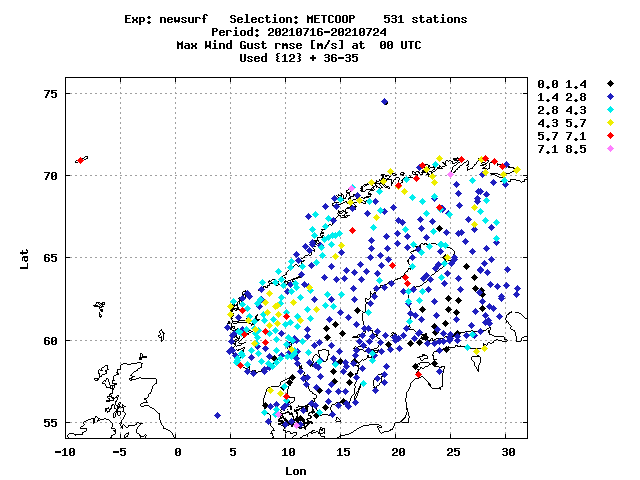 Exp: newsurf   Selection: METCOOP    531 stations
Period: 20210716-20210724
Max Wind Gust rmse [m/s] at  00 UTC
Used {12} + 36-35
0.0 1.4
1.4 2.8
2.8 4.3
4.3 5.7
5.7 7.1
7.1 8.5
75
70
65
60
55
Lat
-10 -5 0 5 10 15 20 25 30
Lon